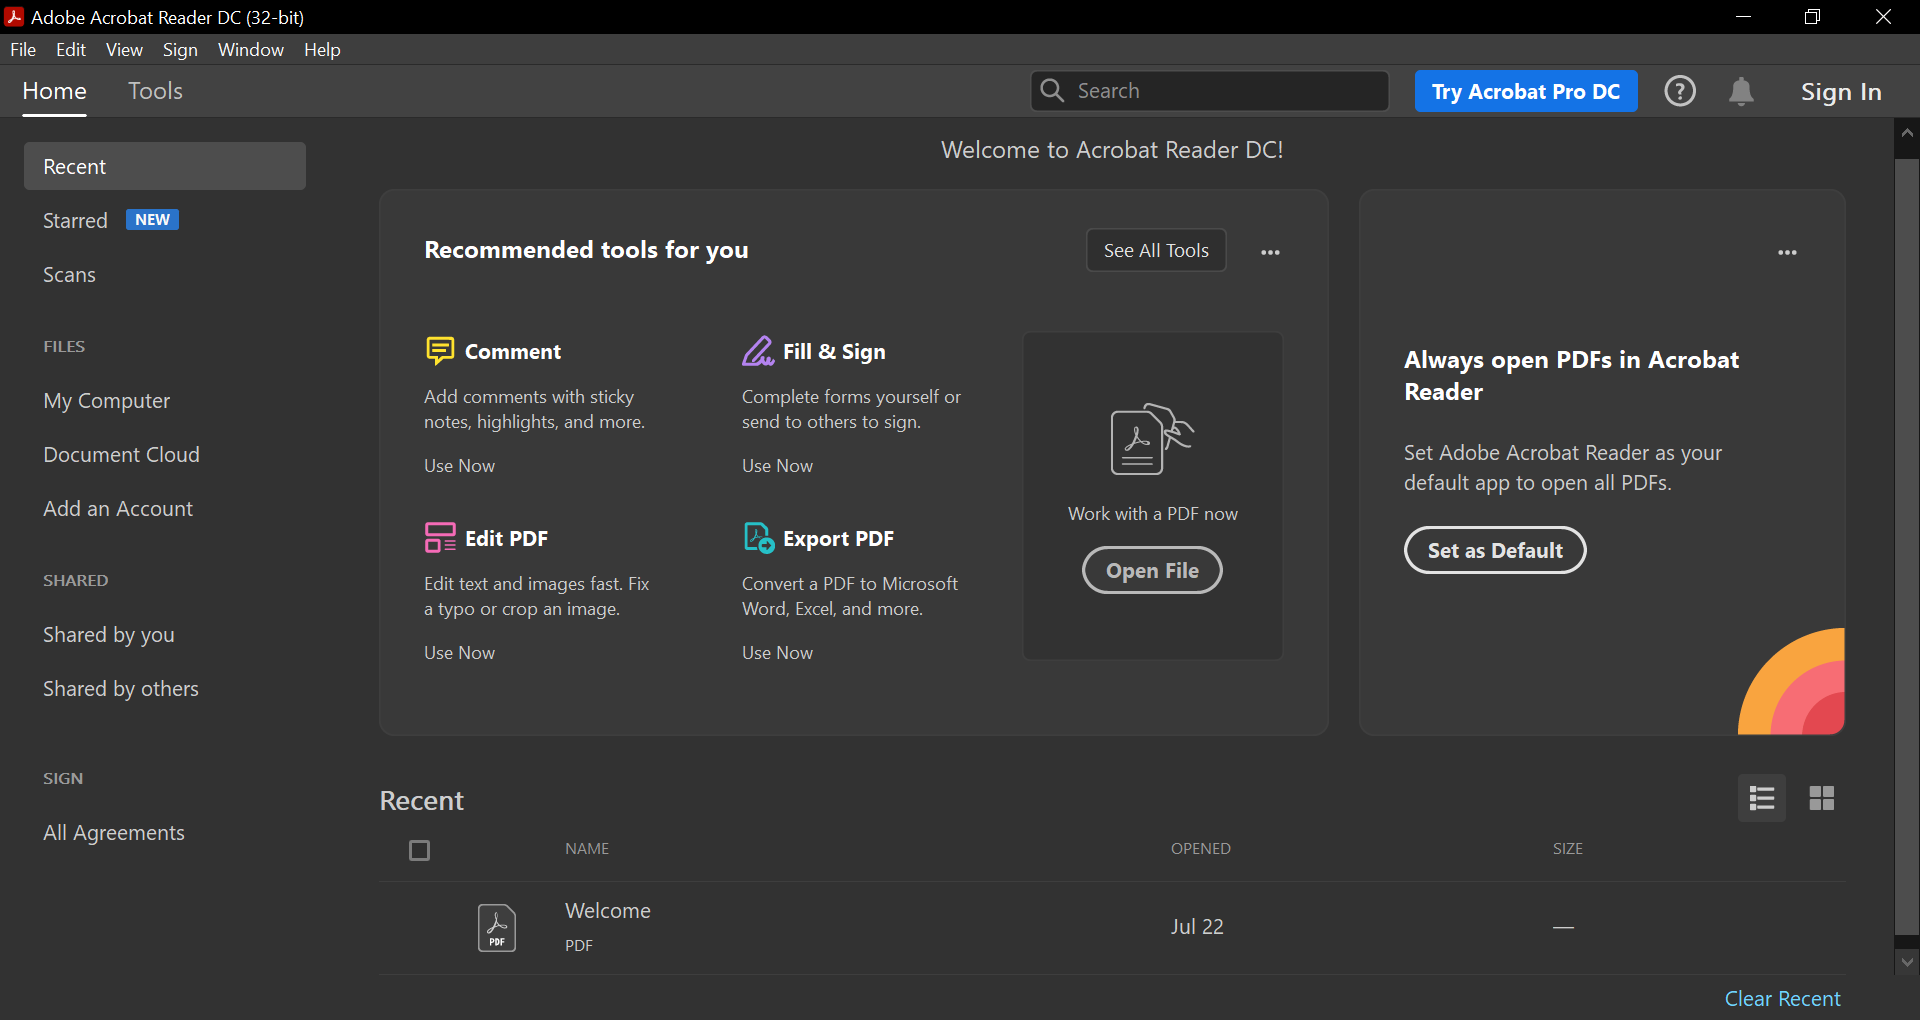 Adobe Acrobat Reader DC (32-bit)
File Edit View Sign Window Help
Home Tools
Search
Try Acrobat Pro DC
?
Sign In
Recent
Starred NEW
Scans
FILES
My Computer
Document Cloud
Add an Account
SHARED
Shared by you
Shared by others
SIGN
All Agreements
Welcome to Acrobat Reader DC!
Recommended tools for you
See All Tools
Comment
Add comments with sticky
notes, highlights, and more.
Use Now
Fill & Sign
Complete forms yourself or
send to others to sign.
Use Now
Edit PDF
Edit text and images fast. Fix
a typo or crop an image.
Use Now
Export PDF
Convert a PDF to Microsoft
Word, Excel, and more.
Use Now
Work with a PDF now
Open File
Always open PDFs in Acrobat
Reader
Set Adobe Acrobat Reader as your
default app to open all PDFs.
Set as Default
Recent
NAME OPENED SIZE
PDF
Welcome
PDF
Jul 22
—
Clear Recent